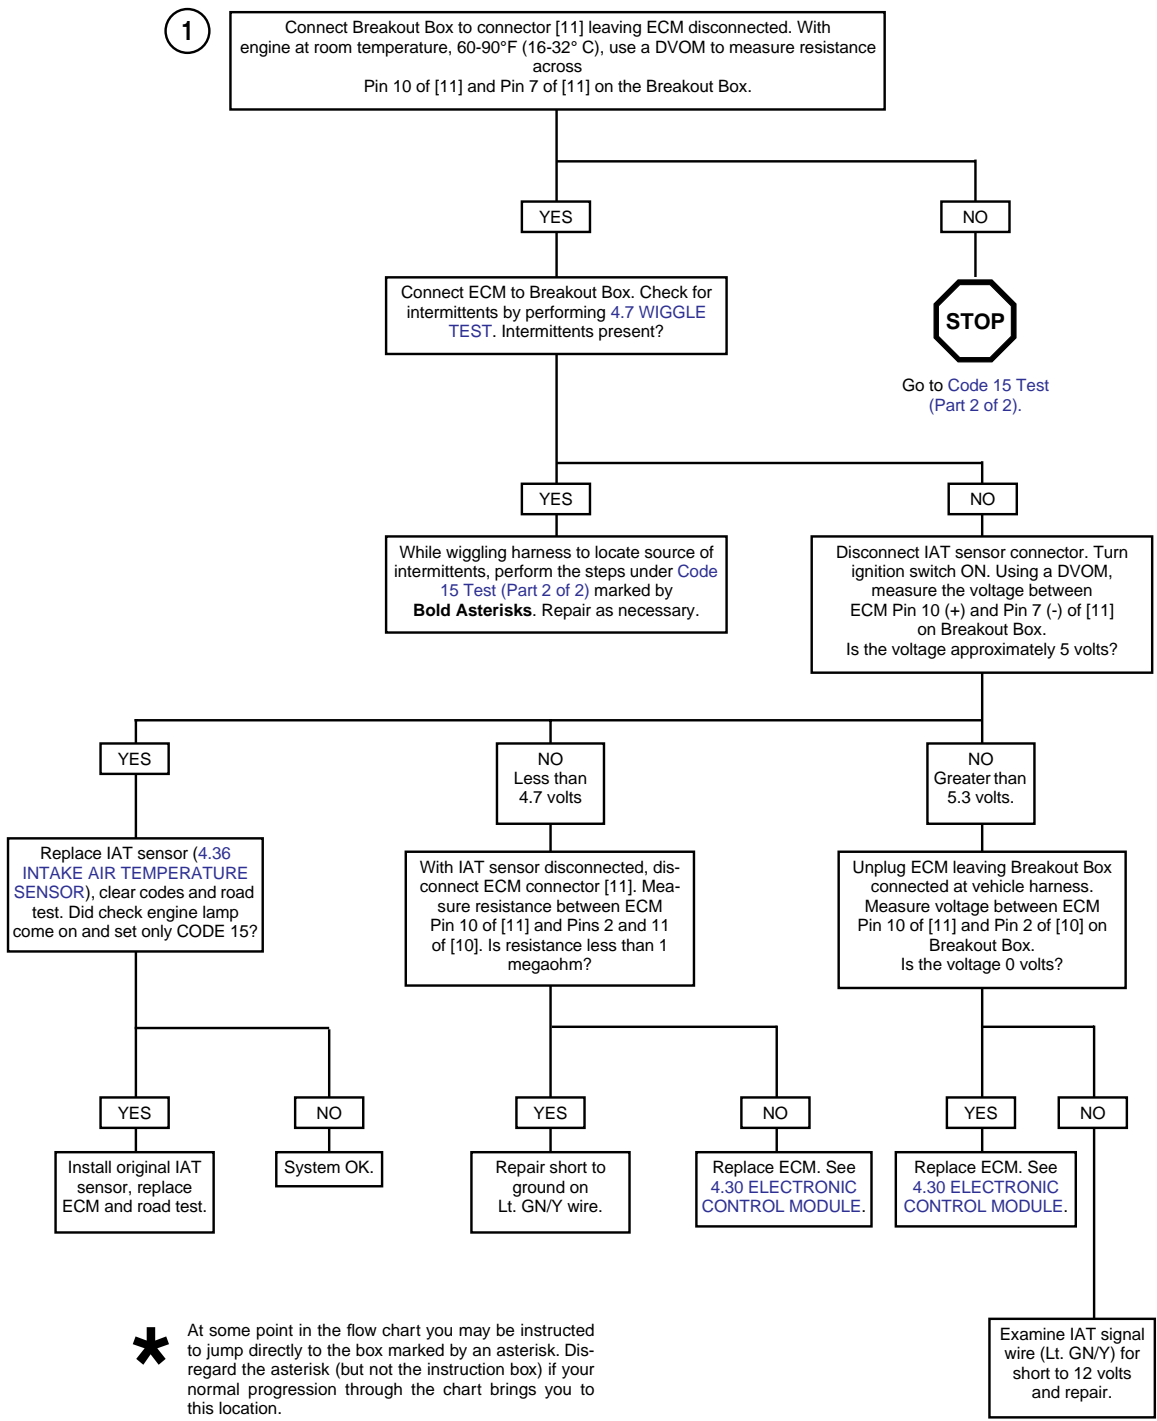 1
Connect Breakout Box to connector [11] leaving ECM disconnected. With
engine at room temperature, 60-90°F (16-32° C), use a DVOM to measure resistance
across
Pin 10 of [11] and Pin 7 of [11] on the Breakout Box.
YES
NO
Connect ECM to Breakout Box. Check for
intermittents by performing 4.7 WIGGLE
TEST. Intermittents present?
STOP
Go to Code 15 Test
(Part 2 of 2).
YES
NO
While wiggling harness to locate source of
intermittents, perform the steps under Code
15 Test (Part 2 of 2) marked by
Bold Asterisks. Repair as necessary.
Disconnect IAT sensor connector. Turn
ignition switch ON. Using a DVOM,
measure the voltage between
ECM Pin 10 (+) and Pin 7 (-) of [11]
on Breakout Box.
Is the voltage approximately 5 volts?
YES
NO
Less than
4.7 volts
NO
Greater than
5.3 volts.
Replace IAT sensor (4.36
INTAKE AIR TEMPERATURE
SENSOR), clear codes and road
test. Did check engine lamp
come on and set only CODE 15?
With IAT sensor disconnected, dis-
connect ECM connector [11]. Mea-
sure resistance between ECM
Pin 10 of [11] and Pins 2 and 11
of [10]. Is resistance less than 1
megaohm?
Unplug ECM leaving Breakout Box
connected at vehicle harness.
Measure voltage between ECM
Pin 10 of [11] and Pin 2 of [10] on
Breakout Box.
Is the voltage 0 volts?
YES
NO
YES
NO
YES
NO
Install original IAT
sensor, replace
ECM and road test.
System OK.
Repair short to
ground on
Lt. GN/Y wire.
Replace ECM. See
4.30 ELECTRONIC
CONTROL MODULE.
Replace ECM. See
4.30 ELECTRONIC
CONTROL MODULE.
Examine IAT signal
wire (Lt. GN/Y) for
short to 12 volts
and repair.
* At some point in the flow chart you may be instructed
to jump directly to the box marked by an asterisk. Dis-
regard the asterisk (but not the instruction box) if your
normal progression through the chart brings you to
this location.